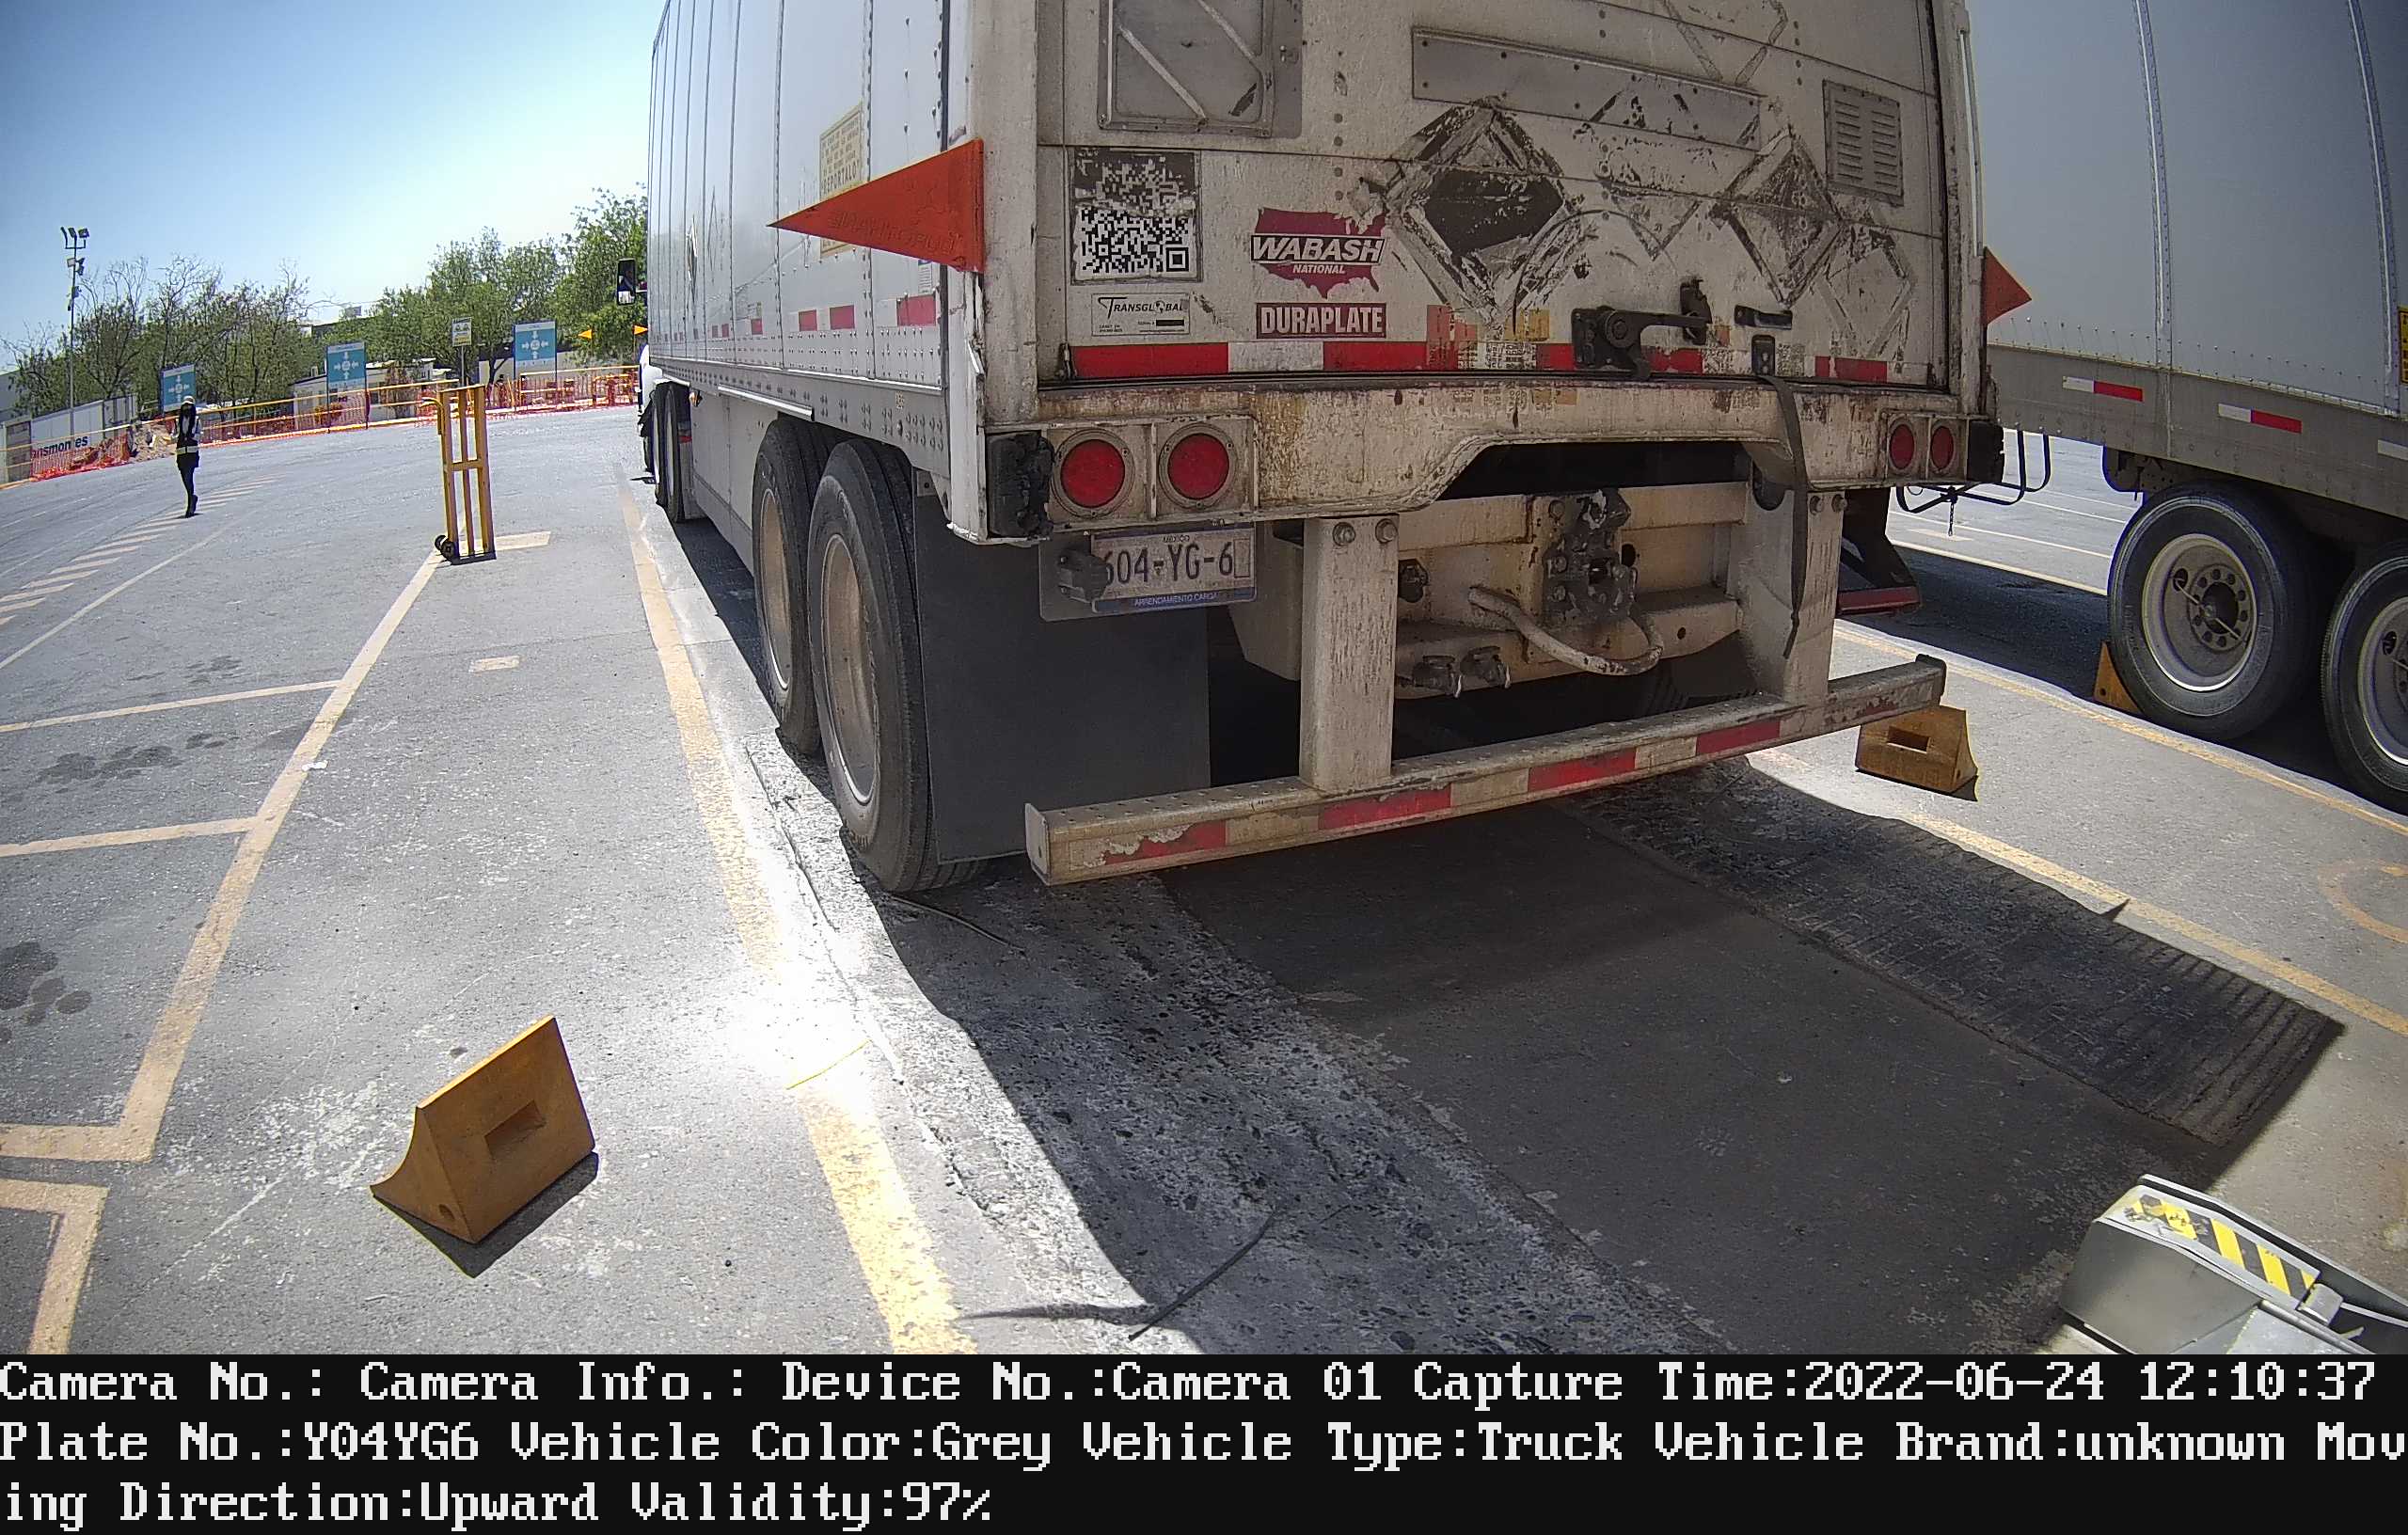 REPORTALO
WABASH
NATIONAL
TRANSGLOBAL
DURAPLATE
MEXICO
604-YG-6
ARRENDAMIENTO CARGA
Camera No.: Camera Info.: Device No.:Camera 01 Capture Time:2022-06-24 12:10:37
Plate No.:Y04YG6 Vehicle Color:Grey Vehicle Type:Truck Vehicle Brand:unknown Mov
ing Direction:Upward Validity:97%